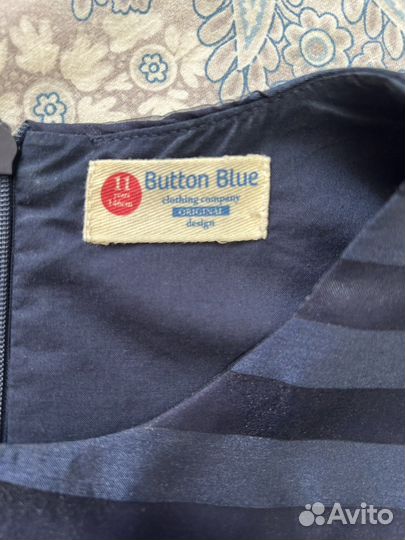 11
years
146cm
Button Blue
clothing company
ORIGINAL
design
Avito